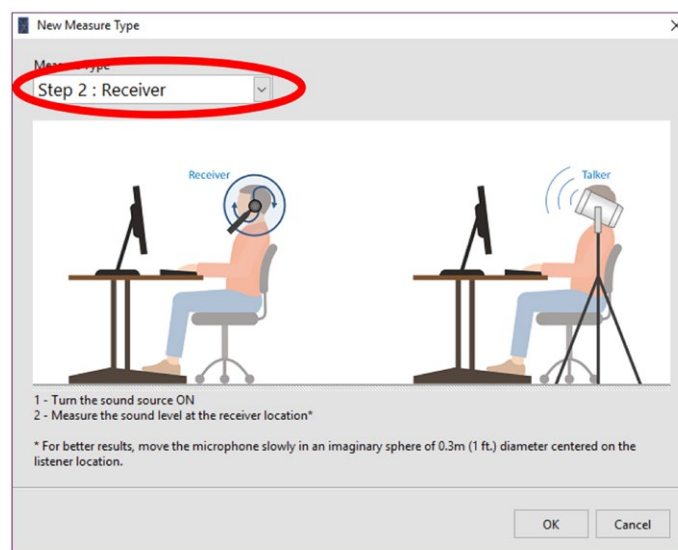 New Measure Type
Measure Type
Step 2 : Receiver
Receiver
Talker
1 - Turn the sound source ON
2 - Measure the sound level at the receiver location*
* For better results, move the microphone slowly in an imaginary sphere of 0.3m (1 ft.) diameter centered on the
listener location.
OK
Cancel